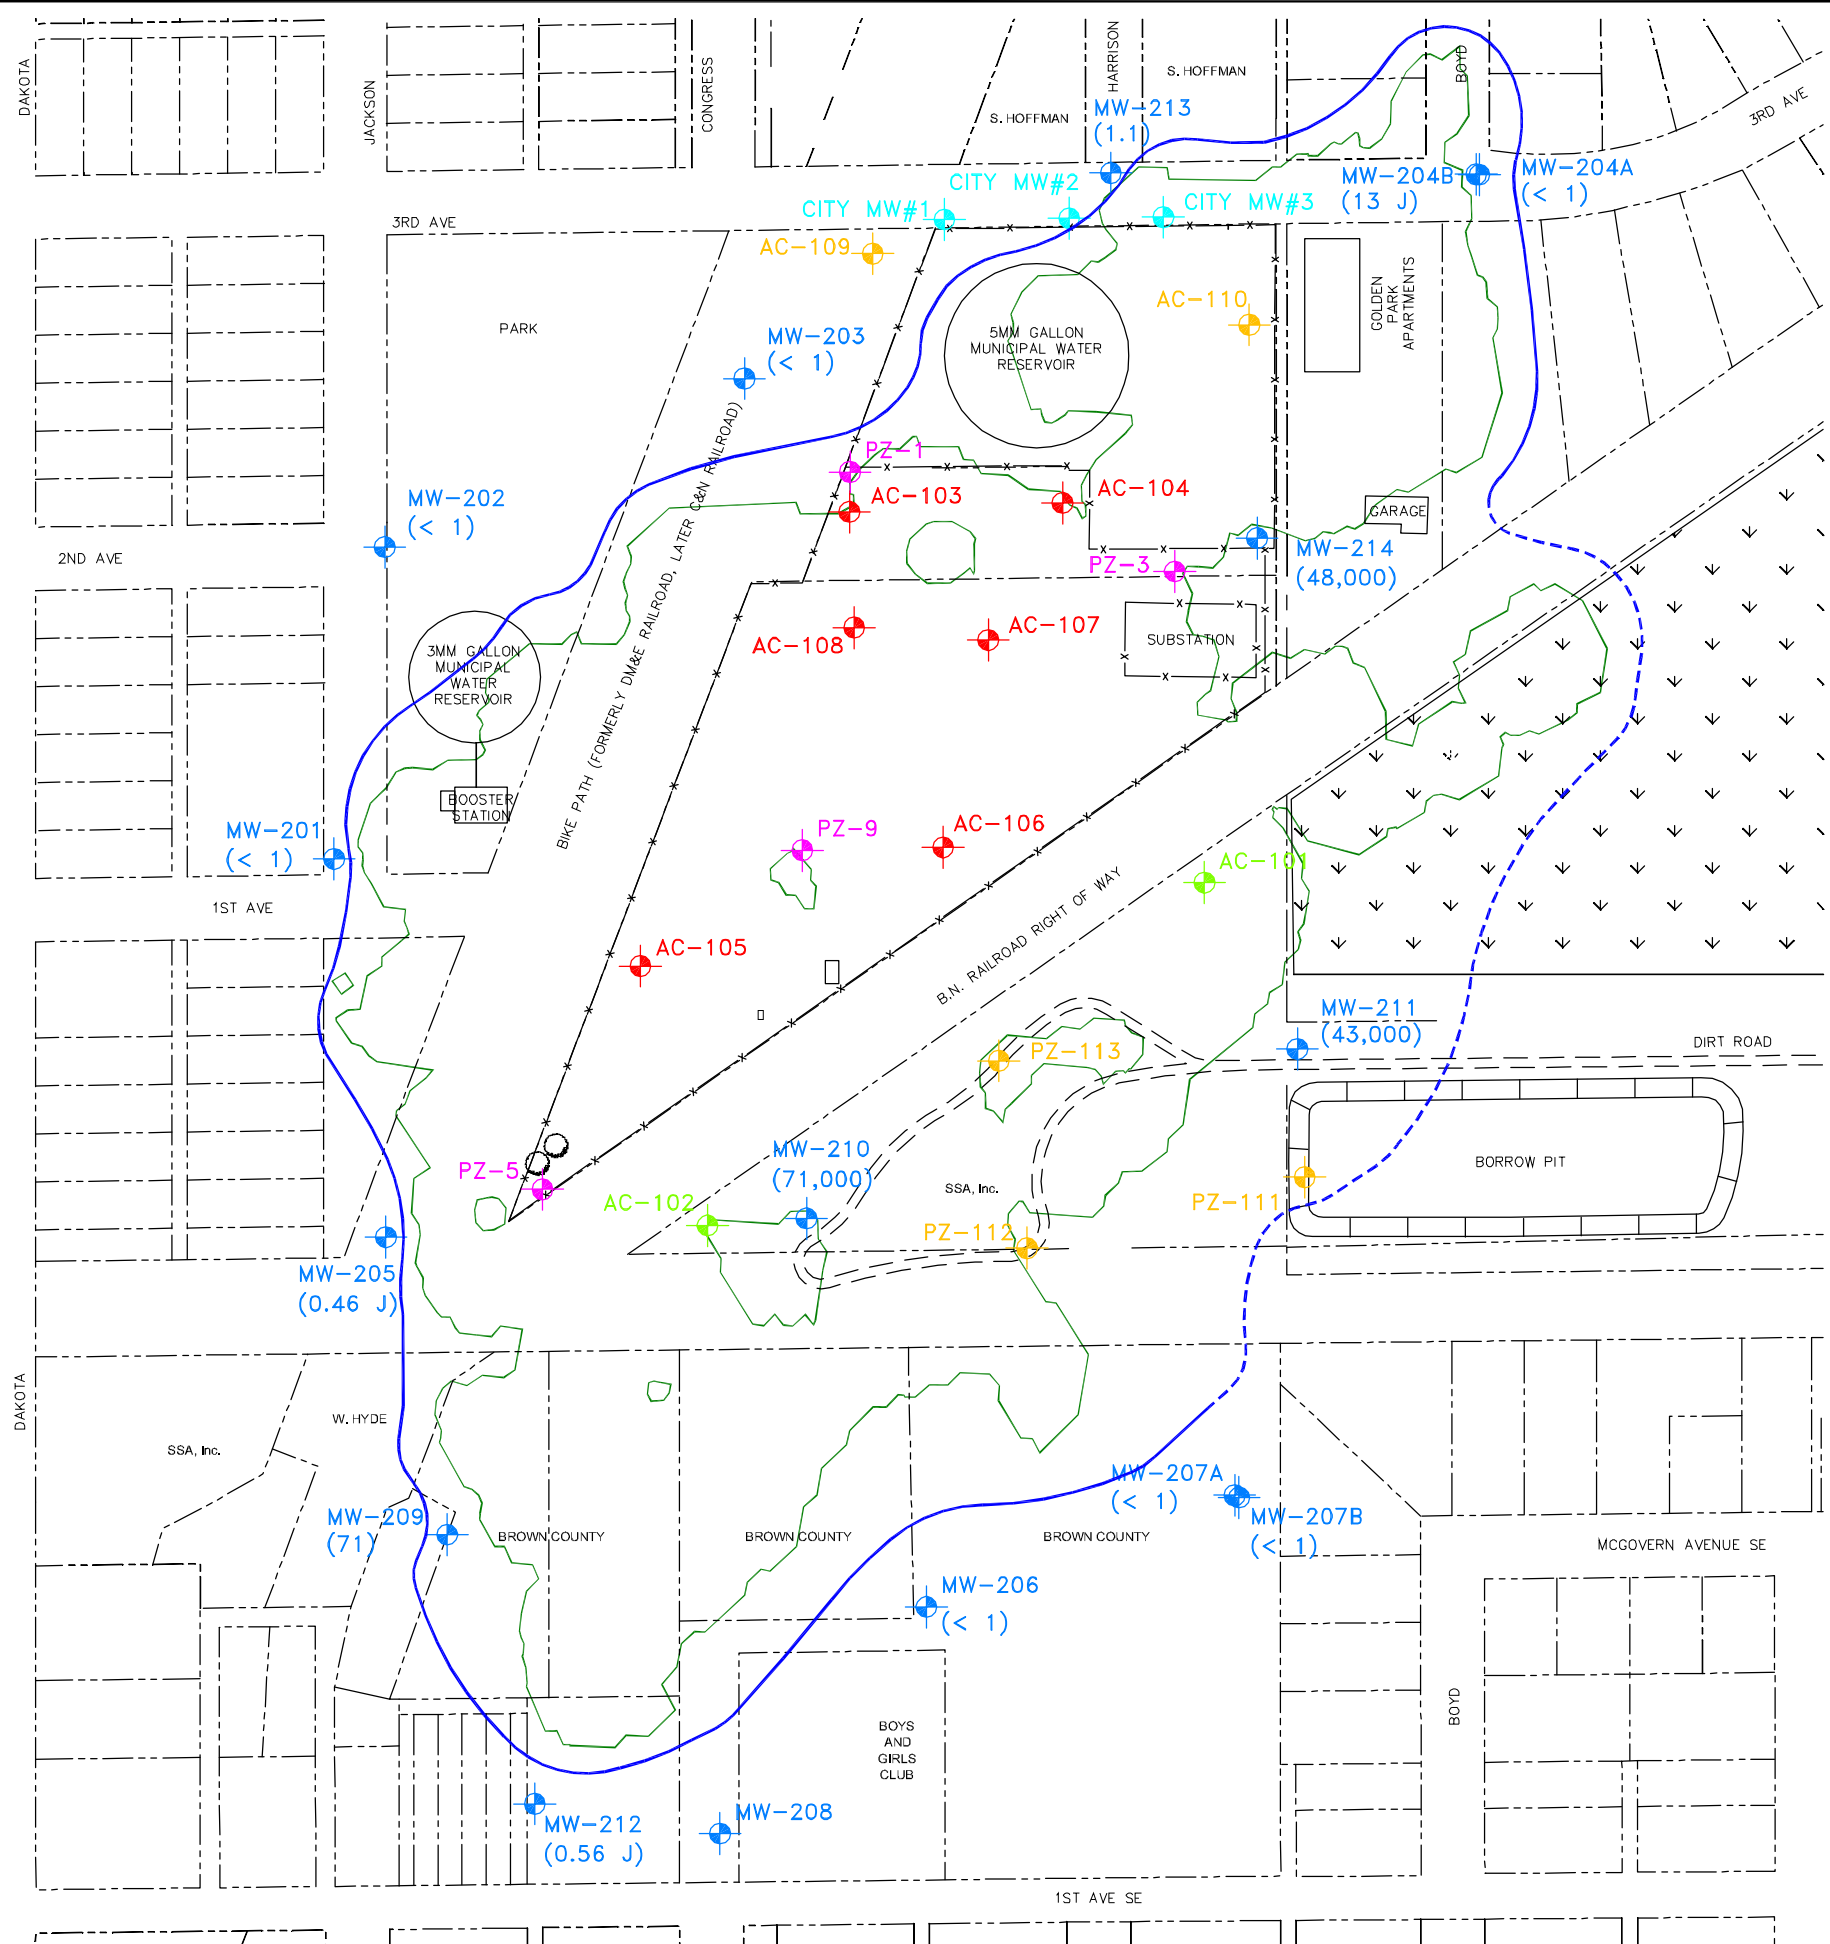 DAKOTA
JACKSON
CONGRESS
HARRISON
S. HOFFMAN
S. HOFFMAN
BOYD
3RD AVE
MW-213
(1.1)
CITY MW#2
CITY MW#1
CITY MW#3
MW-204B
(13 J)
MW-204A
(< 1)
3RD AVE
AC-109
AC-110
PARK
MW-203
(< 1)
5MM GALLON
MUNICIPAL WATER
RESERVOIR
GOLDEN
PARK
APARTMENTS
PZ-1
AC-103
AC-104
MW-202
(< 1)
GARAGE
2ND AVE
PZ-3
MW-214
(48,000)
BIKE PATH (FORMERLY DM&E RAILROAD, LATER C&N RAILROAD)
AC-108
AC-107
SUBSTATION
3MM GALLON
MUNICIPAL
WATER
RESERVOIR
BOOSTER
STATION
MW-201
(< 1)
PZ-9
AC-106
AC-101
1ST AVE
B.N. RAILROAD RIGHT OF WAY
AC-105
MW-211
(43,000)
DIRT ROAD
PZ-113
PZ-5
MW-210
(71,000)
AC-102
SSA, Inc.
PZ-112
PZ-111
BORROW PIT
MW-205
(0.46 J)
DAKOTA
W. HYDE
SSA, Inc.
MW-207A
(< 1)
MW-207B
(< 1)
MW-209
(71)
BROWN COUNTY
BROWN COUNTY
BROWN COUNTY
MCGOVERN AVENUE SE
MW-206
(< 1)
BOYD
BOYS
AND
GIRLS
CLUB
MW-212
(0.56 J)
MW-208
1ST AVE SE